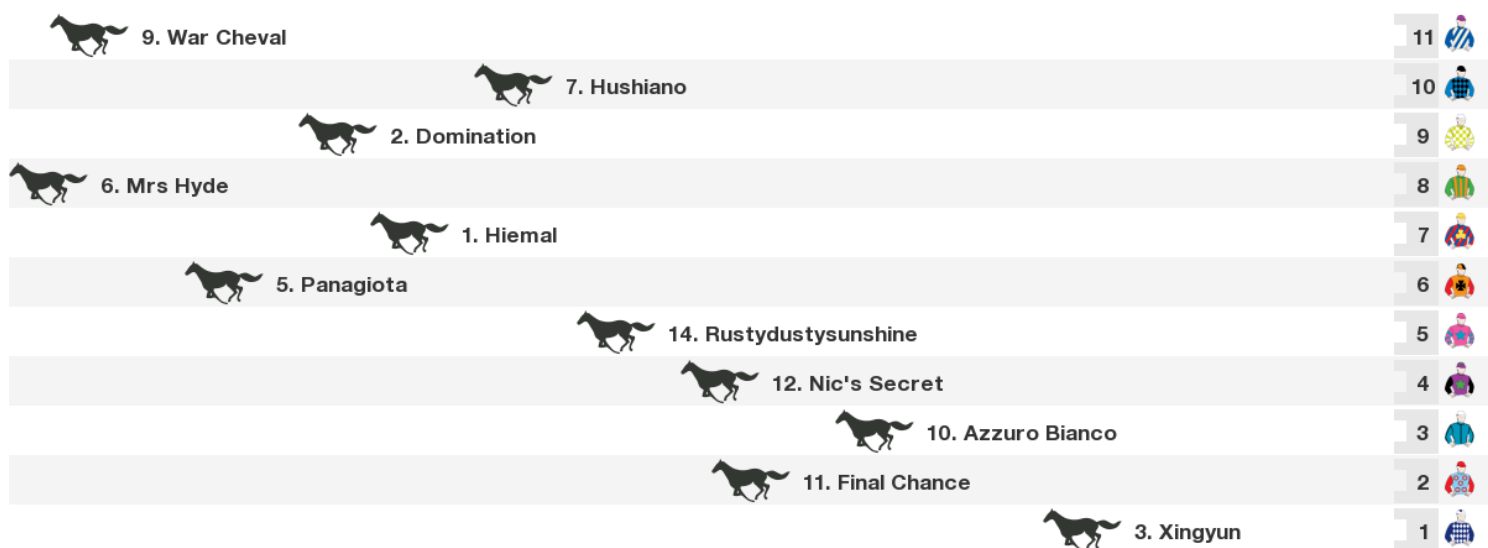 9. War Cheval 11
7. Hushiano 10
2. Domination 9
6. Mrs Hyde 8
1. Hiemal 7
5. Panagiota 6
14. Rustydustysunshine 5
12. Nic's Secret 4
10. Azzuro Bianco 3
11. Final Chance 2
3. Xingyun 1